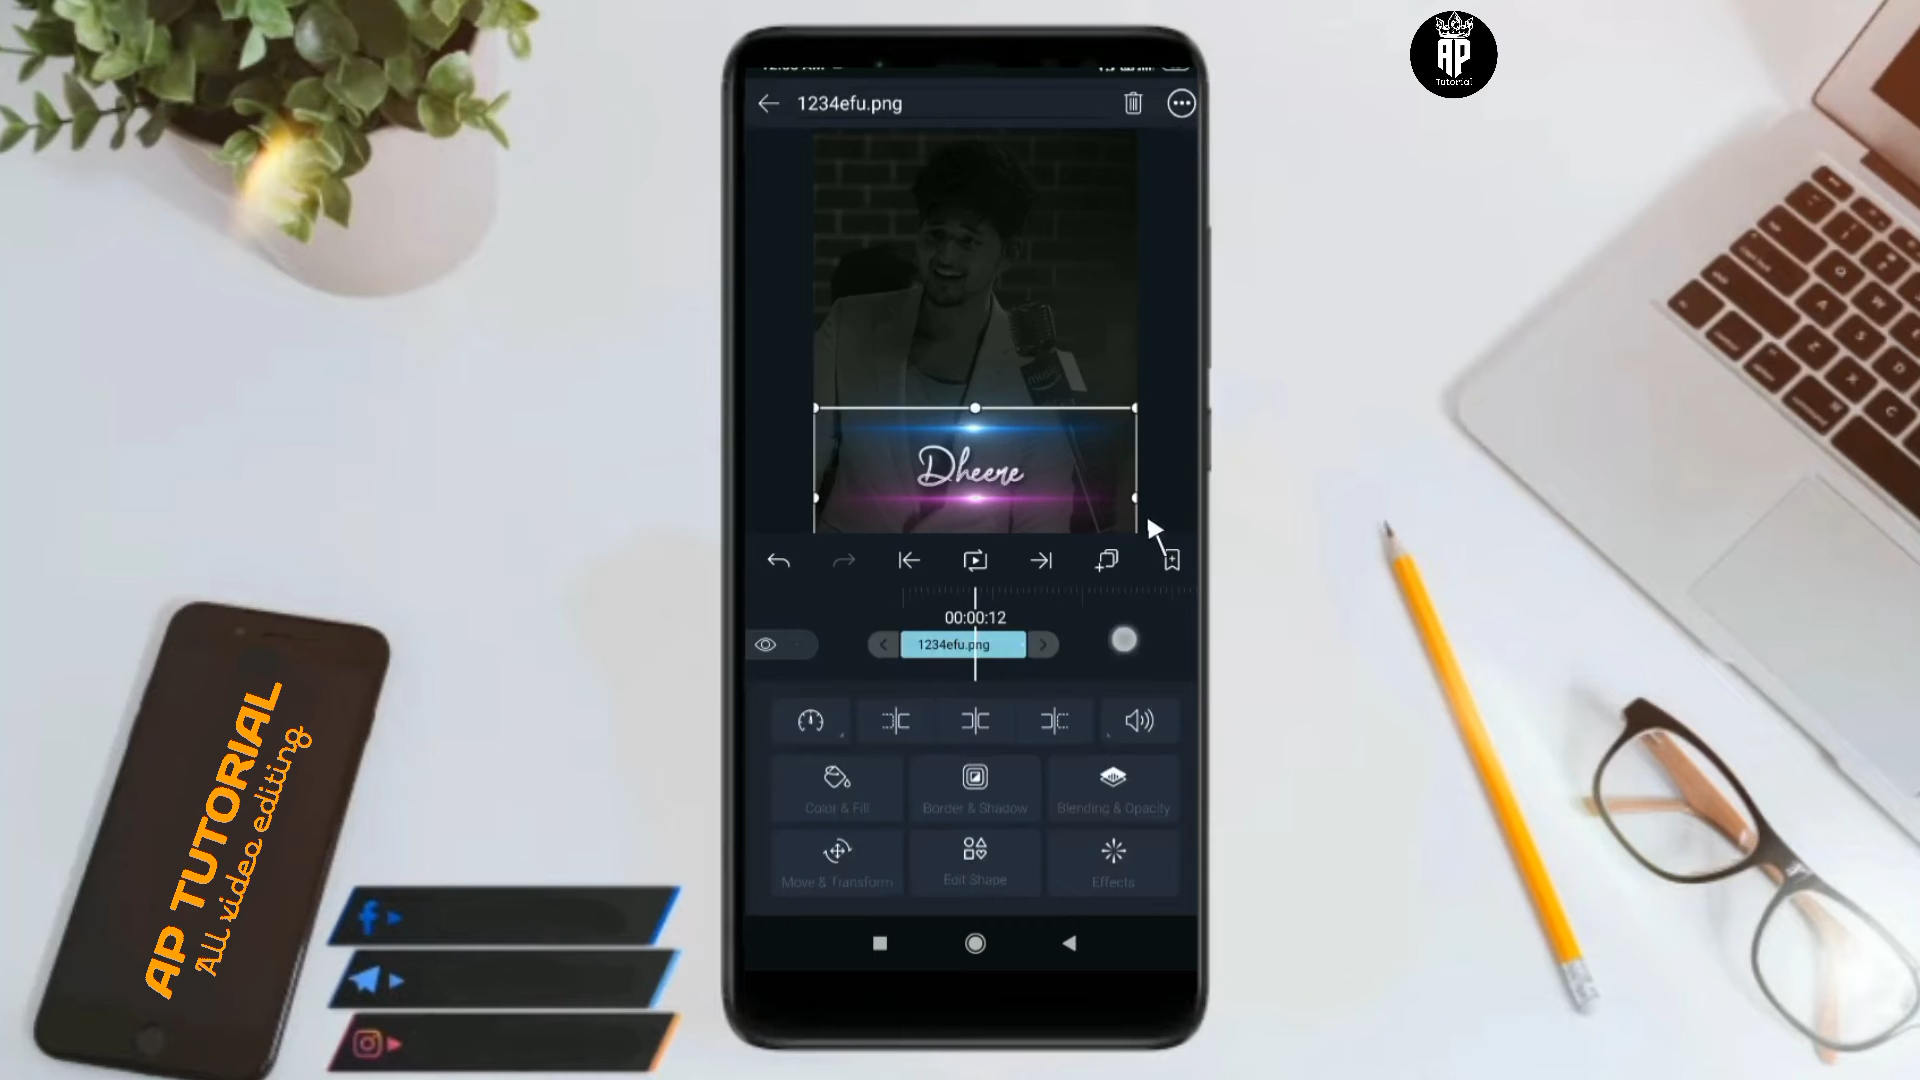 AP
Tutorial
1234efu.png
Dheere
00:00:12
1234efu.png
Color & Fill
Border & Shadow
Blending & Opacity
Move & Transform
Edit Shape
Effects
AP TUTORIAL
All video editing